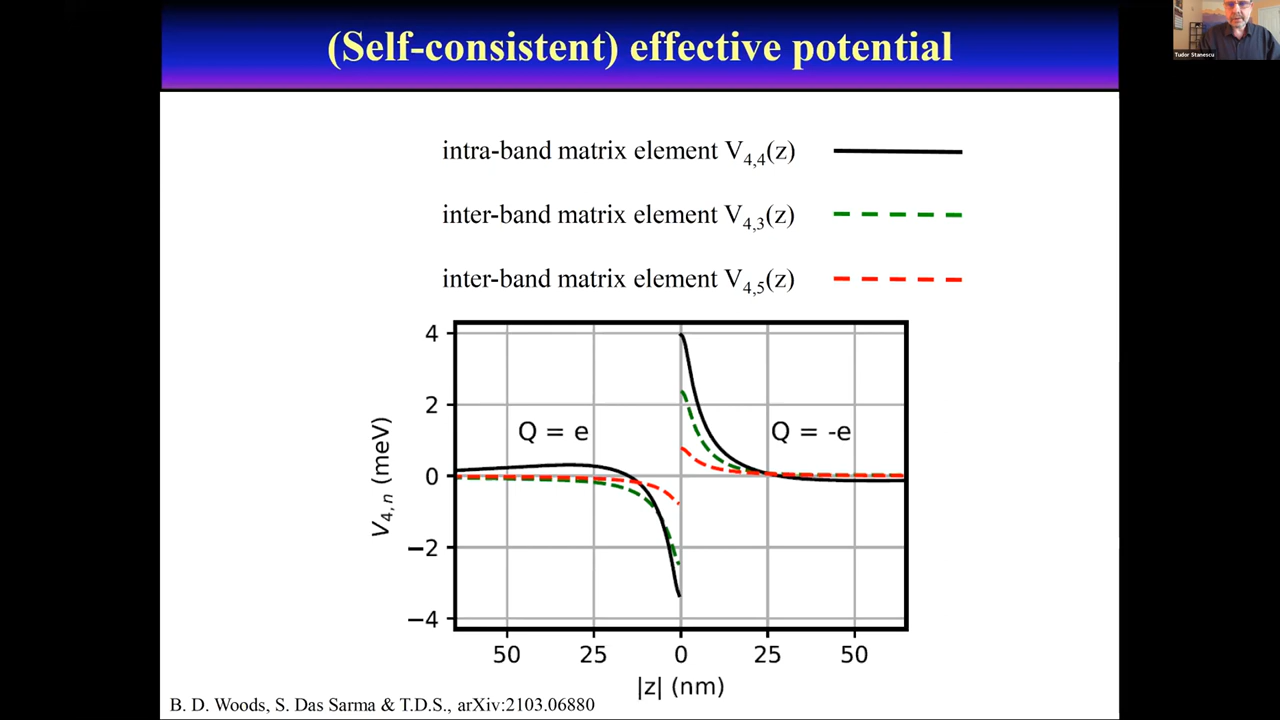 (Self-consistent) effective potential
Tudor Stanescu
intra-band matrix element V4,4(z)
inter-band matrix element V4,3(z)
inter-band matrix element V4,5(z)
4
2
0
−2
−4
V4,n (meV)
Q = e
Q = -e
50 25 0 25 50
|z| (nm)
B. D. Woods, S. Das Sarma & T.D.S., arXiv:2103.06880